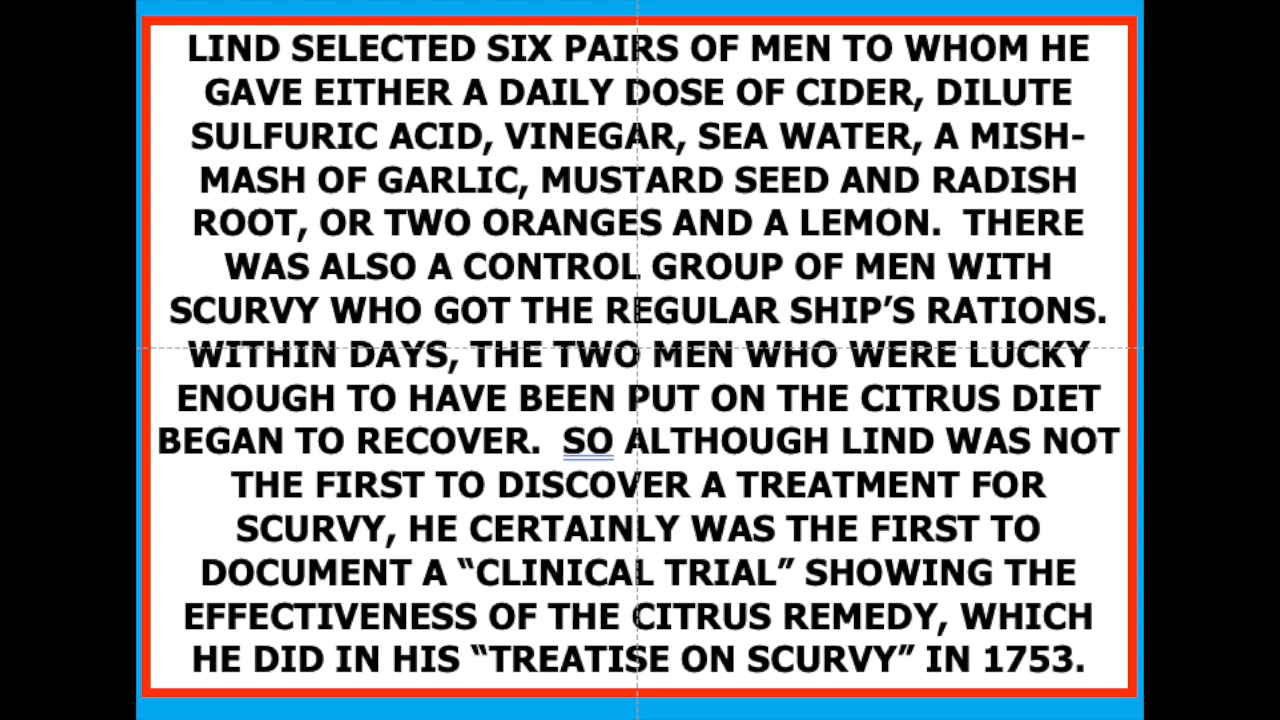 LIND SELECTED SIX PAIRS OF MEN TO WHOM HE
GAVE EITHER A DAILY DOSE OF CIDER, DILUTE
SULFURIC ACID, VINEGAR, SEA WATER, A MISH-
MASH OF GARLIC, MUSTARD SEED AND RADISH
ROOT, OR TWO ORANGES AND A LEMON.  THERE
WAS ALSO A CONTROL GROUP OF MEN WITH
SCURVY WHO GOT THE REGULAR SHIP’S RATIONS.
WITHIN DAYS, THE TWO MEN WHO WERE LUCKY
ENOUGH TO HAVE BEEN PUT ON THE CITRUS DIET
BEGAN TO RECOVER.  SO ALTHOUGH LIND WAS NOT
THE FIRST TO DISCOVER A TREATMENT FOR
SCURVY, HE CERTAINLY WAS THE FIRST TO
DOCUMENT A “CLINICAL TRIAL” SHOWING THE
EFFECTIVENESS OF THE CITRUS REMEDY, WHICH
HE DID IN HIS “TREATISE ON SCURVY” IN 1753.